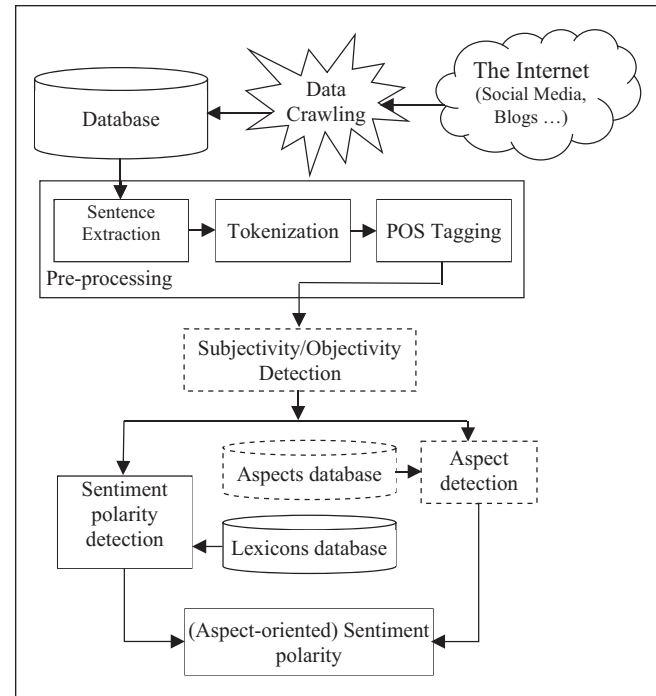 The Internet
(Social Media,
Blogs ...)
Data
Crawling
Database
Sentence
Extraction
Tokenization
POS Tagging
Pre-processing
Subjectivity/Objectivity
Detection
Aspects database
Aspect
detection
Sentiment
polarity
detection
Lexicons database
(Aspect-oriented) Sentiment
polarity